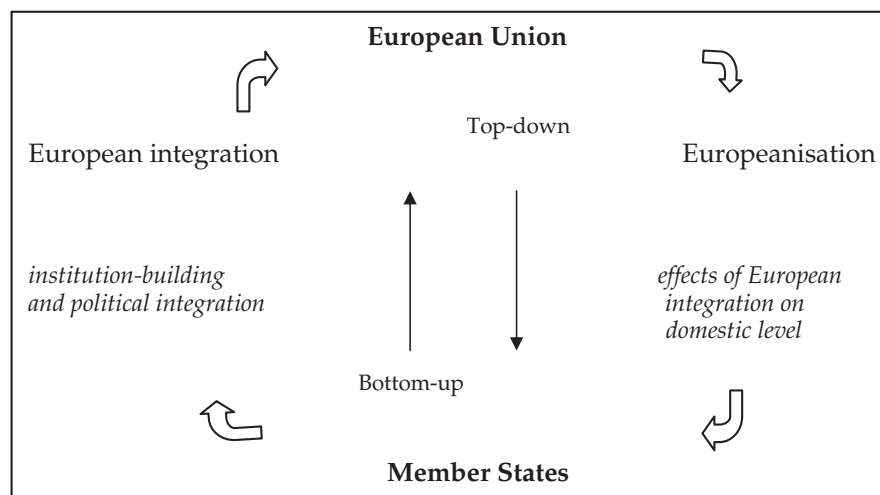 European Union
Top-down
European integration
Europeanisation
institution-building
and political integration
effects of European
integration on
domestic level
Bottom-up
Member States